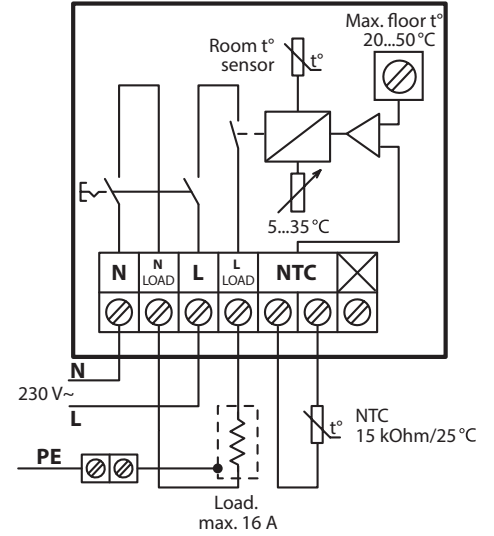 Max. floor t°
20...50 °C
Room t°
sensor
t°
5...35 °C
N
N
LOAD
L
L
LOAD
NTC
N
230 V~
L
t°
NTC
15 kOhm/25 °C
PE
Load.
max. 16 A